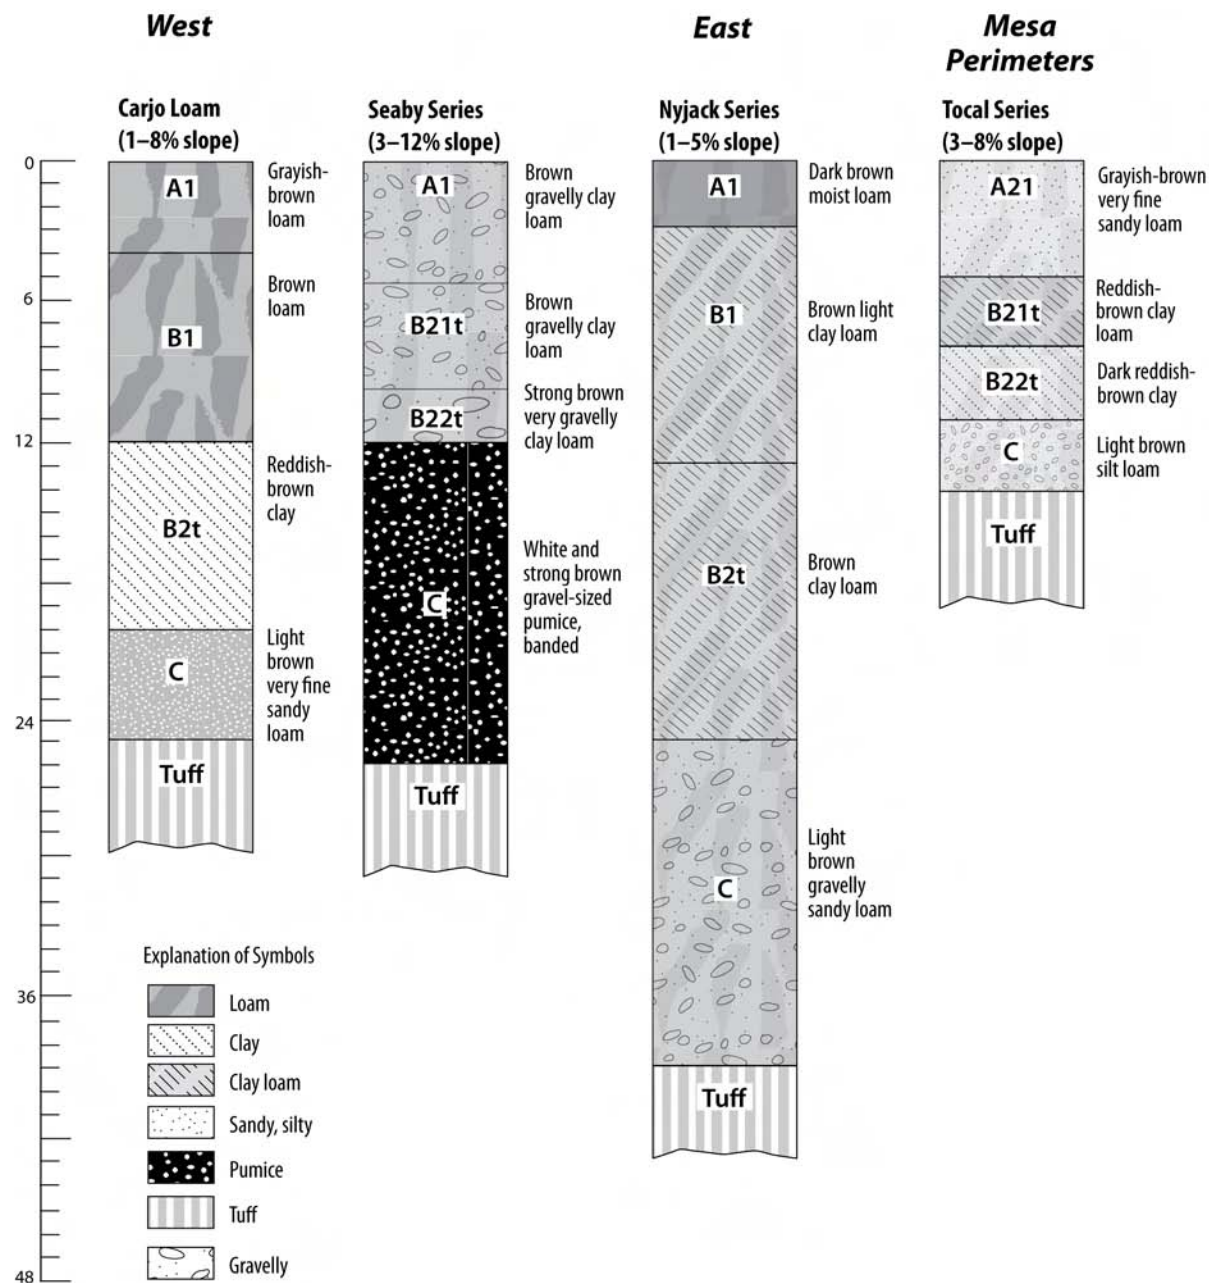 West
East
Mesa
Perimeters
Carjo Loam
(1–8% slope)
Seaby Series
(3–12% slope)
Nyjack Series
(1–5% slope)
Tocal Series
(3–8% slope)
0
6
12
24
36
48
A1
Grayish-
brown
loam
B1
Brown
loam
B2t
Reddish-
brown
clay
C
Light
brown
very fine
sandy
loam
Tuff
A1
Brown
gravelly clay
loam
B21t
Brown
gravelly clay
loam
B22t
Strong brown
very gravelly
clay loam
C
White and
strong brown
gravel-sized
pumice,
banded
Tuff
A1
Dark brown
moist loam
B1
Brown light
clay loam
B2t
Brown
clay loam
C
Light
brown
gravelly
sandy loam
Tuff
A21
Grayish-brown
very fine
sandy loam
B21t
Reddish-
brown clay
loam
B22t
Dark reddish-
brown clay
C
Light brown
silt loam
Tuff
Explanation of Symbols
Loam
Clay
Clay loam
Sandy, silty
Pumice
Tuff
Gravelly